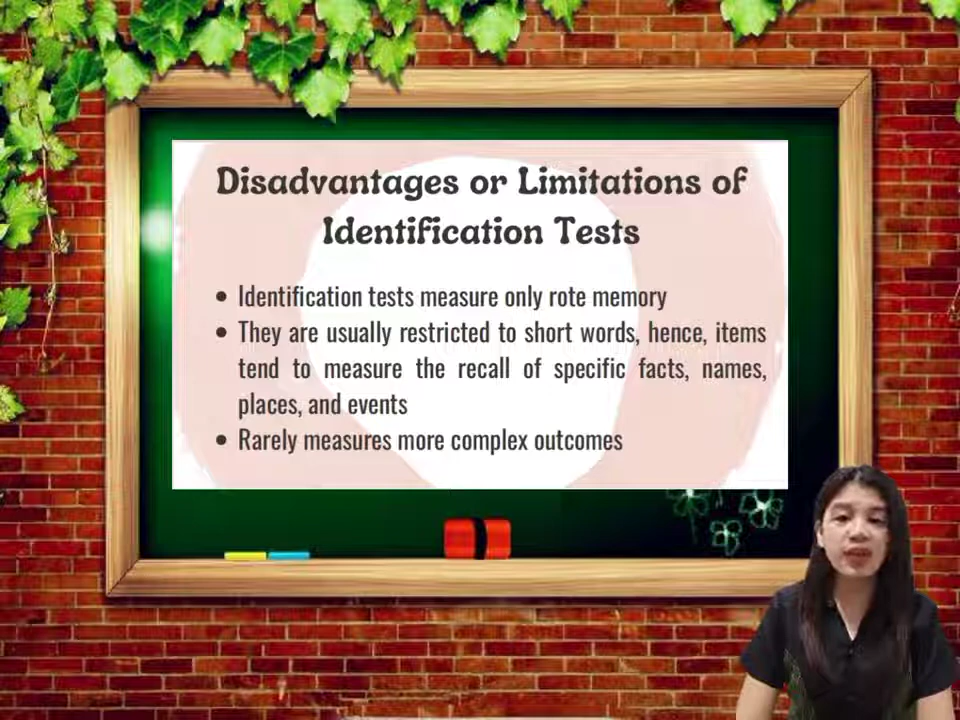 Disadvantages or Limitations of
Identification Tests
• Identification tests measure only rote memory
• They are usually restricted to short words, hence, items
tend to measure the recall of specific facts, names,
places, and events
• Rarely measures more complex outcomes